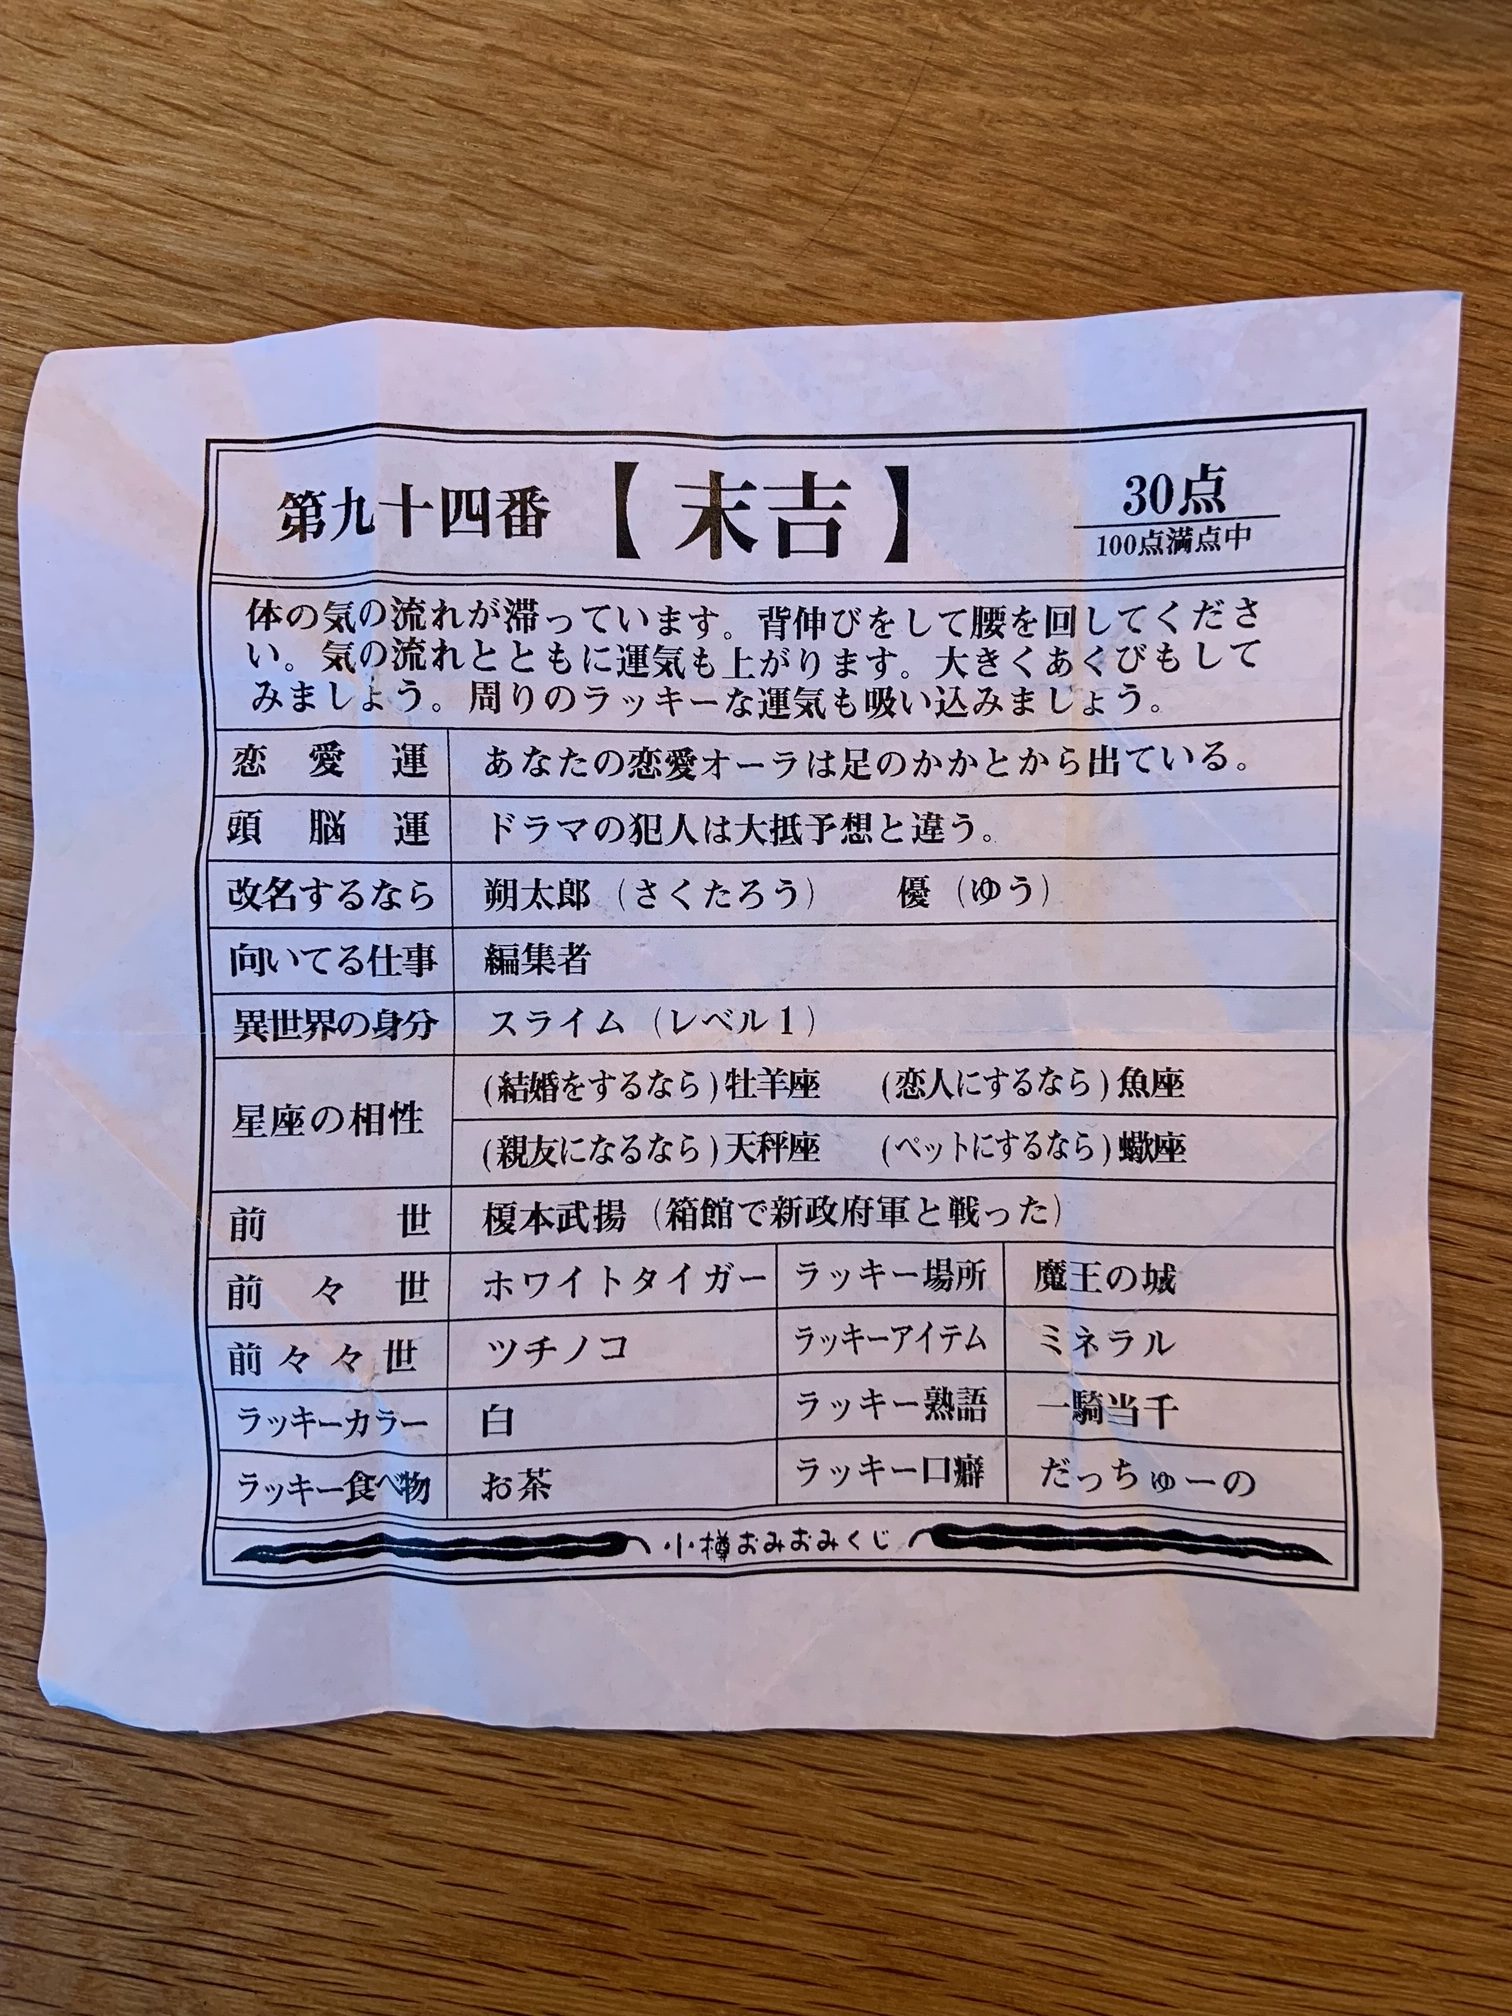 第九十四番 【末吉】 30点
100点満点中
体の気の流れが滞っています。背伸びをして腰を回してくださ
い。気の流れとともに運気も上がります。大きくあくびもして
みましょう。周りのラッキーな運気も吸い込みましょう。
恋愛運 あなたの恋愛オーラは足のかかとから出ている。
頭脳運 ドラマの犯人は大抵予想と違う。
改名するなら 朔太郎（さくたろう） 優（ゆう）
向いてる仕事 編集者
異世界の身分 スライム（レベル1）
星座の相性 (結婚をするなら)牡羊座 (恋人にするなら)魚座
(親友になるなら)天秤座 (ペットにするなら)蠍座
前世 榎本武揚（箱館で新政府軍と戦った）
前々世 ホワイトタイガー ラッキー場所 魔王の城
前々々世 ツチノコ ラッキーアイテム ミネラル
ラッキーカラー 白 ラッキー熟語 一騎当千
ラッキー食べ物 お茶 ラッキー口癖 だっちゅーの
小樽おみおみくじ